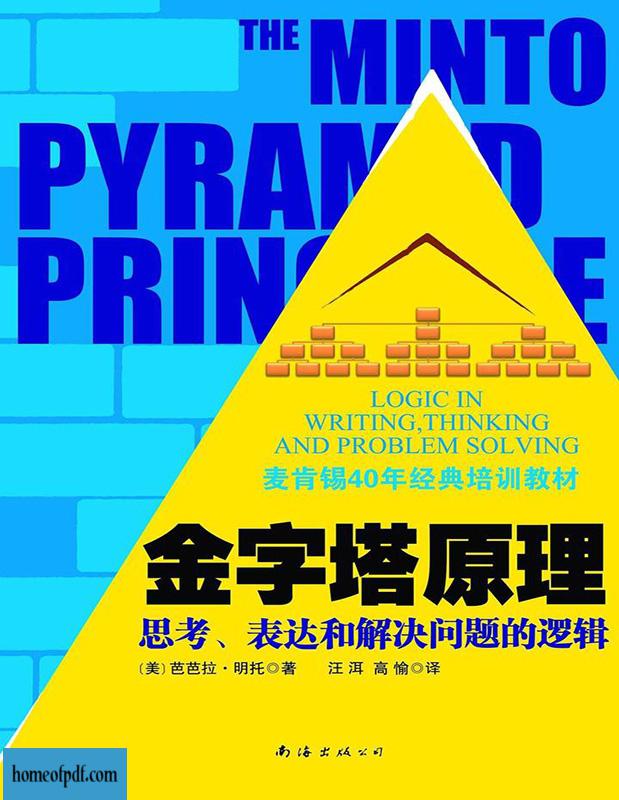 THE MINTO
PYRAMID
PRINCIPLE
LOGIC IN
WRITING,THINKING
AND PROBLEM SOLVING
麦肯锡40年经典培训教材
金字塔原理
思考、表达和解决问题的逻辑
（美）芭芭拉·明托◎著 汪洱 高愉◎译
南海出版公司
homeofpdf.com